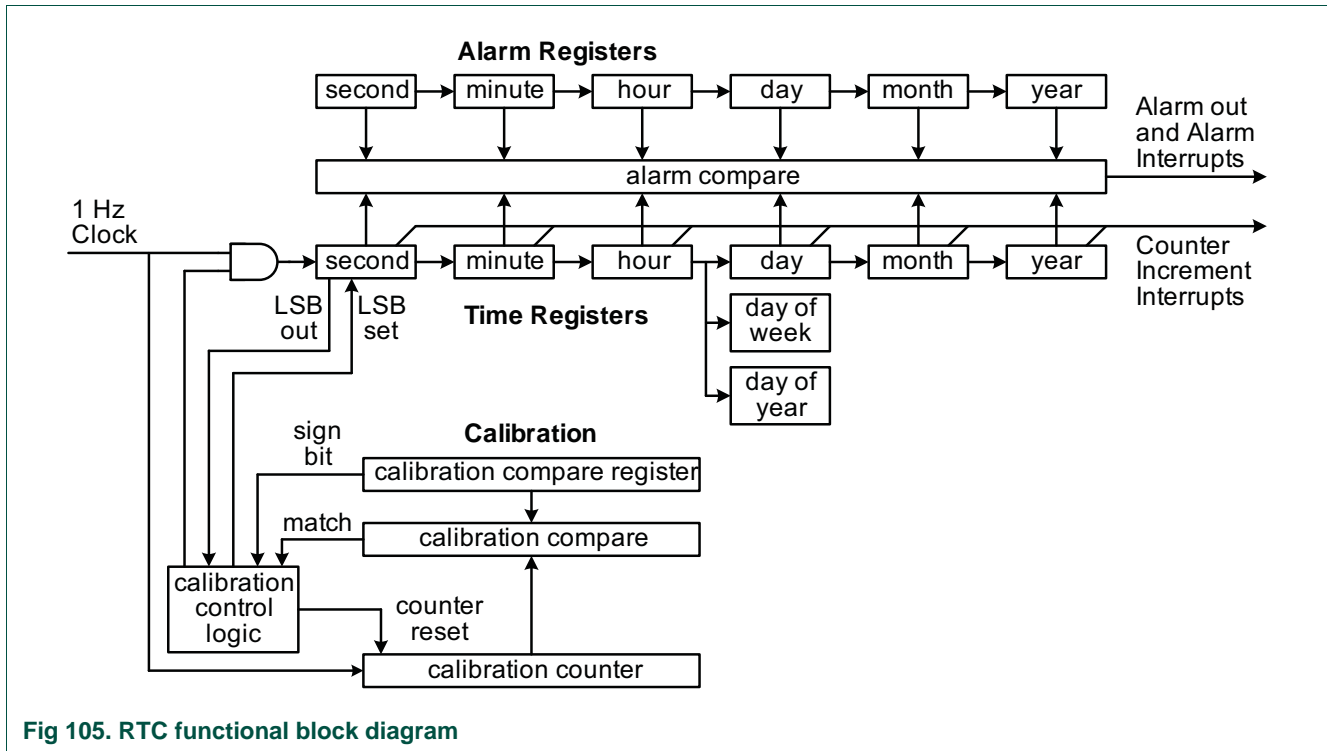 Alarm Registers
second minute hour day month year
Alarm out
and Alarm
Interrupts
alarm compare
1 Hz
Clock
second minute hour day month year
Counter
Increment
Interrupts
LSB
out
LSB
set
Time Registers
day of
week
day of
year
sign
bit
Calibration
calibration compare register
match
calibration compare
calibration
control
logic
counter
reset
calibration counter
Fig 105. RTC functional block diagram